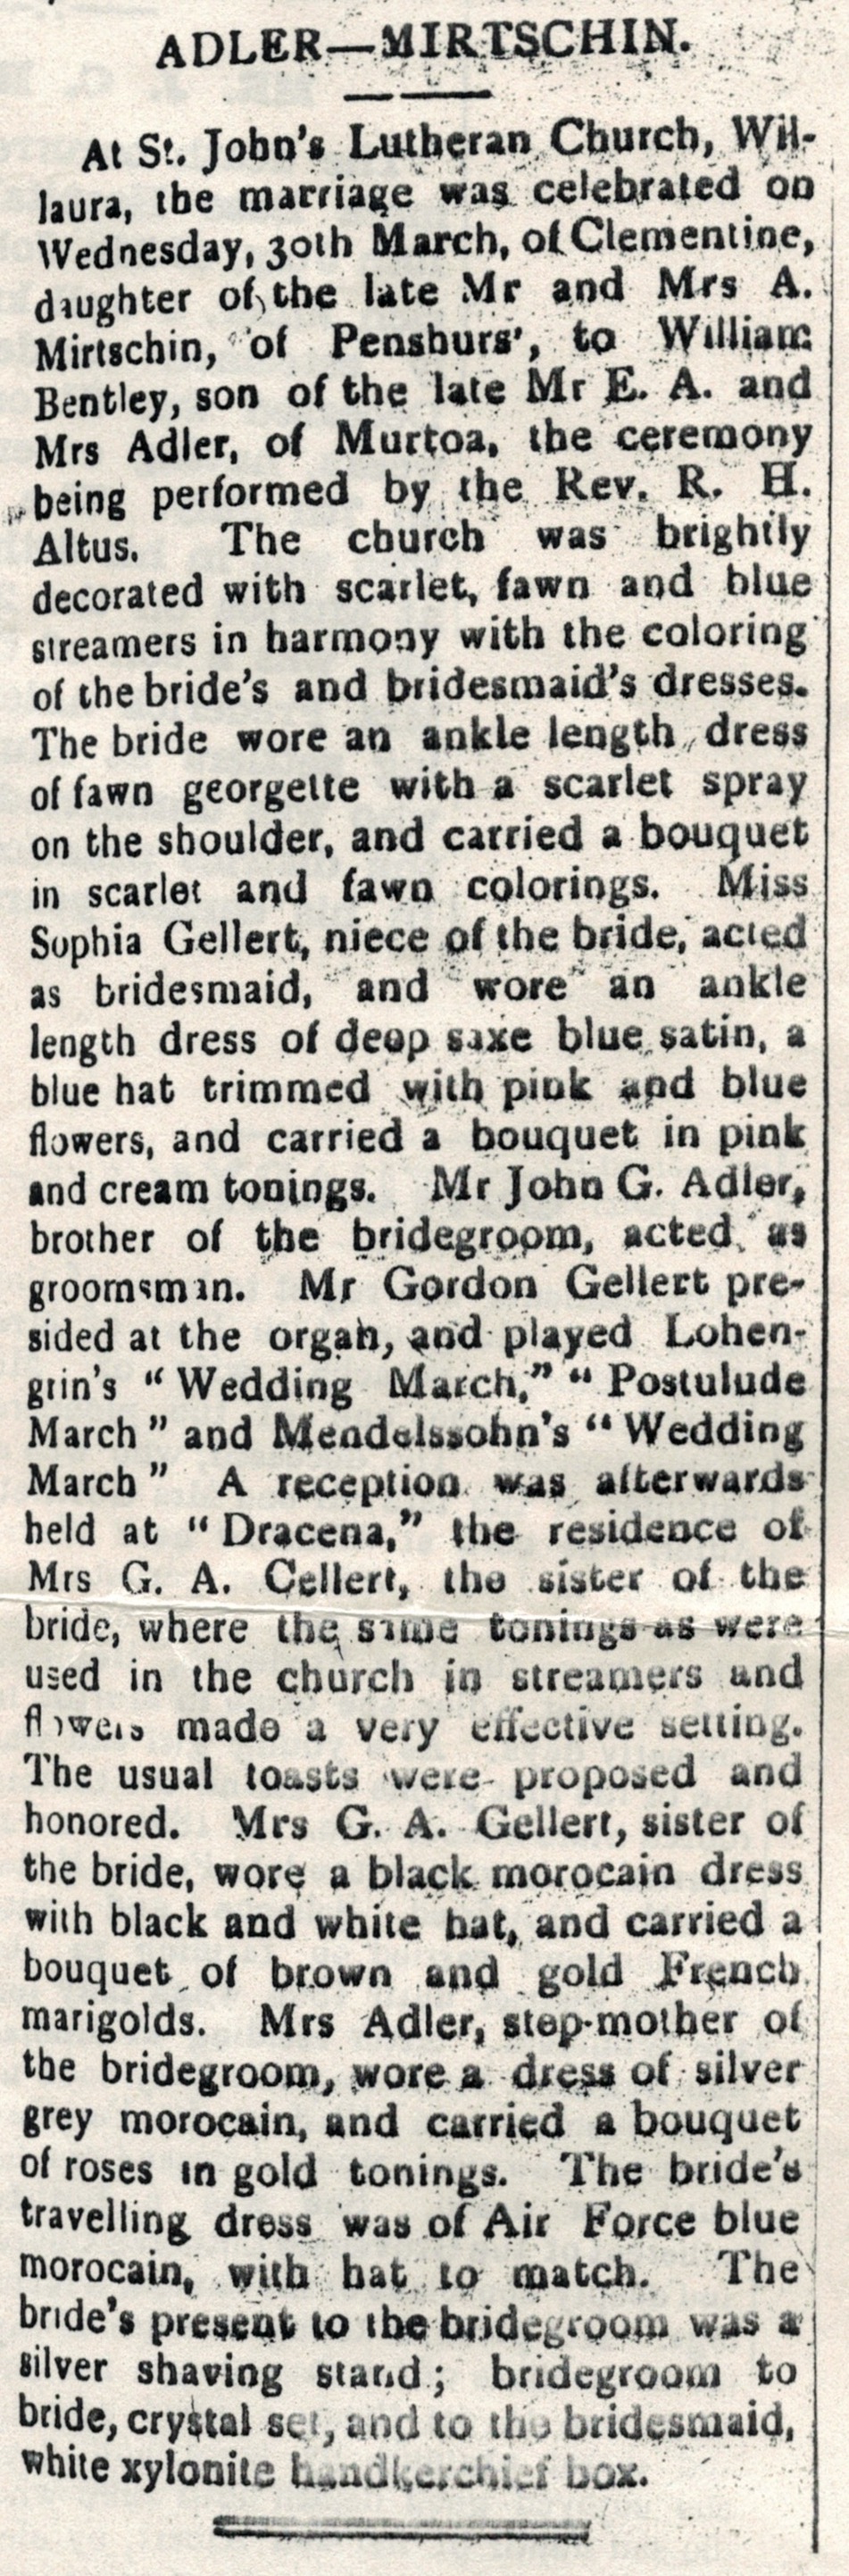 ADLER—MIRTSCHIN.
At St. John's Lutheran Church, Wil-
laura, the marriage was celebrated on
Wednesday, 30th March, of Clementine,
daughter of the late Mr and Mrs A.
Mirtschin, of Penshurs', to William
Bentley, son of the late Mr E. A. and
Mrs Adler, of Murtoa, the ceremony
being performed by the Rev. R. H.
Altus. The church was brightly
decorated with scarlet, fawn and blue
streamers in harmony with the coloring
of the bride's and bridesmaid's dresses.
The bride wore an ankle length dress
of fawn georgette with a scarlet spray
on the shoulder, and carried a bouquet
in scarlet and fawn colorings. Miss
Sophia Gellert, niece of the bride, acted
as bridesmaid, and wore an ankle
length dress of deep saxe blue satin, a
blue hat trimmed with pink and blue
flowers, and carried a bouquet in pink
and cream tonings. Mr John G. Adler,
brother of the bridegroom, acted as
groomsman. Mr Gordon Gellert pre-
sided at the organ, and played Lohen-
grin's "Wedding March," "Postulude
March" and Mendelssohn's "Wedding
March" A reception was afterwards
held at "Dracena," the residence of
Mrs G. A. Cellert, the sister of the
bride, where the same tonings as were
used in the church in streamers and
flowers made a very effective setting.
The usual toasts were proposed and
honored. Mrs G. A. Gellert, sister of
the bride, wore a black morocain dress
with black and white hat, and carried a
bouquet of brown and gold French
marigolds. Mrs Adler, step-mother of
the bridegroom, wore a dress of silver
grey morocain, and carried a bouquet
of roses in gold tonings. The bride's
travelling dress was of Air Force blue
morocain, with hat to match. The
bride's present to the bridegroom was a
silver shaving stand; bridegroom to
bride, crystal set, and to the bridesmaid,
white xylonite handkerchief box.